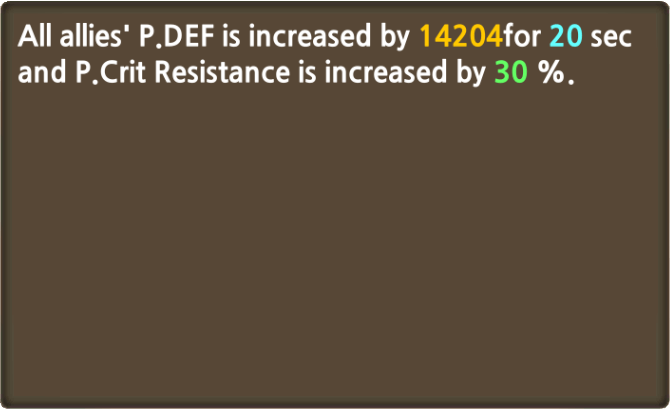 All allies' P.DEF is increased by 14204for 20 sec
and P.Crit Resistance is increased by 30 %.